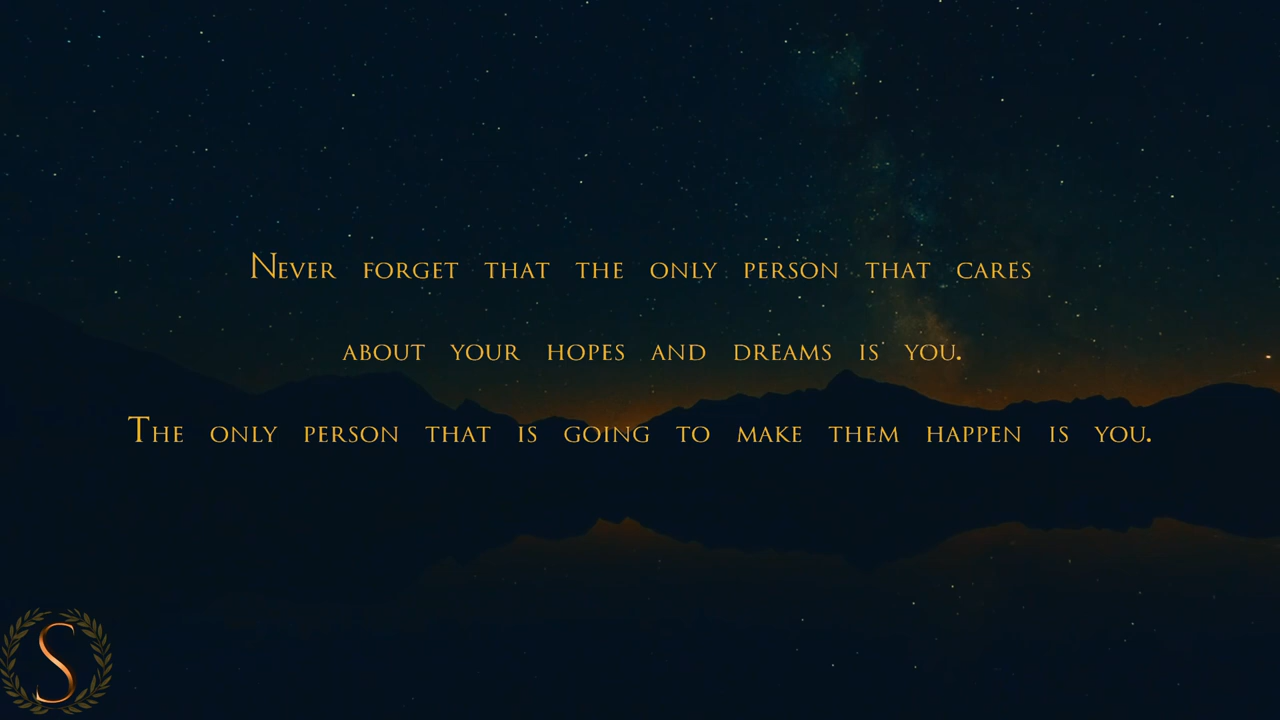 Never forget that the only person that cares
about your hopes and dreams is you.
The only person that is going to make them happen is you.
S